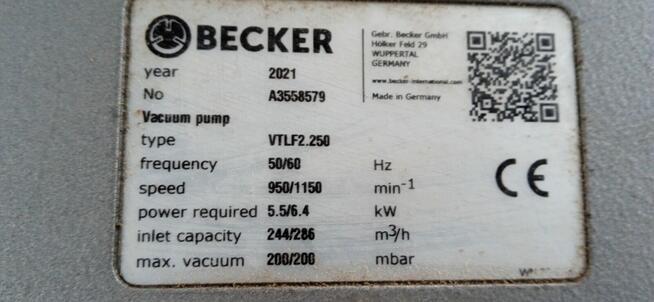 BECKER
Gebr. Becker GmbH
Hölker Feld 29
WUPPERTAL
GERMANY
www.becker-international.com
Made in Germany
year 2021
No A3558579
Vacuum pump
type VTLF2.250
frequency 50/60 Hz
speed 950/1150 min-1
power required 5.5/6.4 kW
inlet capacity 244/286 m3/h
max. vacuum 200/200 mbar
CE